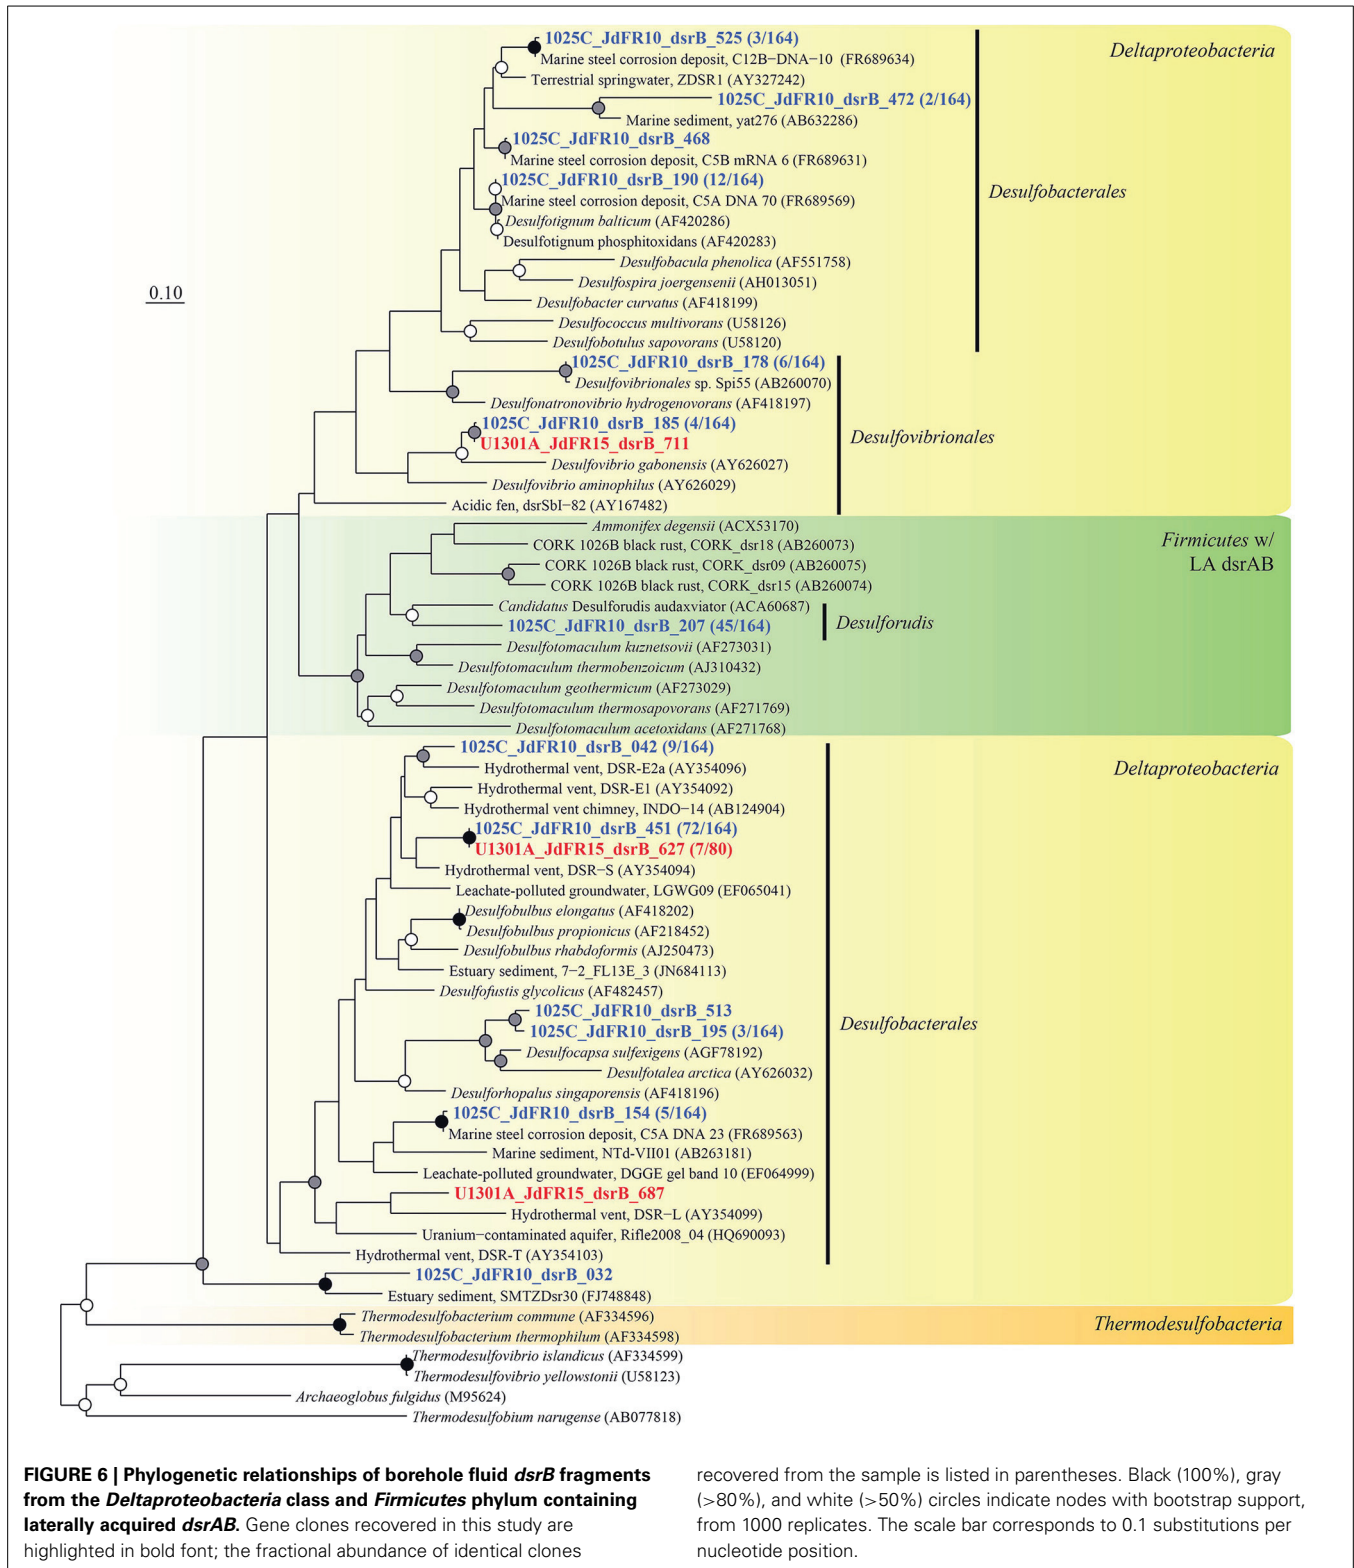 1025C_JdFR10_dsrB_525 (3/164)
Deltaproteobacteria
Marine steel corrosion deposit, C12B−DNA−10 (FR689634)
Terrestrial springwater, ZDSR1 (AY327242)
1025C_JdFR10_dsrB_472 (2/164)
Marine sediment, yat276 (AB632286)
1025C_JdFR10_dsrB_468
Marine steel corrosion deposit, C5B mRNA 6 (FR689631)
1025C_JdFR10_dsrB_190 (12/164)
Desulfobacterales
Marine steel corrosion deposit, C5A DNA 70 (FR689569)
Desulfotignum balticum (AF420286)
Desulfotignum phosphitoxidans (AF420283)
Desulfobacula phenolica (AF551758)
Desulfospira joergensenii (AH013051)
0.10
Desulfobacter curvatus (AF418199)
Desulfococcus multivorans (U58126)
Desulfobotulus sapovorans (U58120)
1025C_JdFR10_dsrB_178 (6/164)
Desulfovibrionales sp. Spi55 (AB260070)
Desulfonatronovibrio hydrogenovorans (AF418197)
1025C_JdFR10_dsrB_185 (4/164)
Desulfovibrionales
U1301A_JdFR15_dsrB_711
Desulfovibrio gabonensis (AY626027)
Desulfovibrio aminophilus (AY626029)
Acidic fen, dsrSbI−82 (AY167482)
Ammonifex degensii (ACX53170)
Firmicutes w/
LA dsrAB
CORK 1026B black rust, CORK_dsr18 (AB260073)
CORK 1026B black rust, CORK_dsr09 (AB260075)
CORK 1026B black rust, CORK_dsr15 (AB260074)
Candidatus Desulforudis audaxviator (ACA60687)
Desulforudis
1025C_JdFR10_dsrB_207 (45/164)
Desulfotomaculum kuznetsovii (AF273031)
Desulfotomaculum thermobenzoicum (AJ310432)
Desulfotomaculum geothermicum (AF273029)
Desulfotomaculum thermosapovorans (AF271769)
Desulfotomaculum acetoxidans (AF271768)
1025C_JdFR10_dsrB_042 (9/164)
Deltaproteobacteria
Hydrothermal vent, DSR-E2a (AY354096)
Hydrothermal vent, DSR-E1 (AY354092)
Hydrothermal vent chimney, INDO−14 (AB124904)
1025C_JdFR10_dsrB_451 (72/164)
U1301A_JdFR15_dsrB_627 (7/80)
Hydrothermal vent, DSR−S (AY354094)
Leachate-polluted groundwater, LGWG09 (EF065041)
Desulfobulbus elongatus (AF418202)
Desulfobulbus propionicus (AF218452)
Desulfobulbus rhabdoformis (AJ250473)
Estuary sediment, 7−2_FL13E_3 (JN684113)
Desulfofustis glycolicus (AF482457)
1025C_JdFR10_dsrB_513
Desulfobacterales
1025C_JdFR10_dsrB_195 (3/164)
Desulfocapsa sulfexigens (AGF78192)
Desulfotalea arctica (AY626032)
Desulforhopalus singaporensis (AF418196)
1025C_JdFR10_dsrB_154 (5/164)
Marine steel corrosion deposit, C5A DNA 23 (FR689563)
Marine sediment, NTd-VII01 (AB263181)
Leachate-polluted groundwater, DGGE gel band 10 (EF064999)
U1301A_JdFR15_dsrB_687
Hydrothermal vent, DSR−L (AY354099)
Uranium−contaminated aquifer, Rifle2008_04 (HQ690093)
Hydrothermal vent, DSR-T (AY354103)
1025C_JdFR10_dsrB_032
Estuary sediment, SMTZDsr30 (FJ748848)
Thermodesulfobacterium commune (AF334596)
Thermodesulfobacteria
Thermodesulfobacterium thermophilum (AF334598)
Thermodesulfovibrio islandicus (AF334599)
Thermodesulfovibrio yellowstonii (U58123)
Archaeoglobus fulgidus (M95624)
Thermodesulfobium narugense (AB077818)
FIGURE 6 | Phylogenetic relationships of borehole fluid dsrB fragments
from the Deltaproteobacteria class and Firmicutes phylum containing
laterally acquired dsrAB. Gene clones recovered in this study are
highlighted in bold font; the fractional abundance of identical clones
recovered from the sample is listed in parentheses. Black (100%), gray
(>80%), and white (>50%) circles indicate nodes with bootstrap support,
from 1000 replicates. The scale bar corresponds to 0.1 substitutions per
nucleotide position.